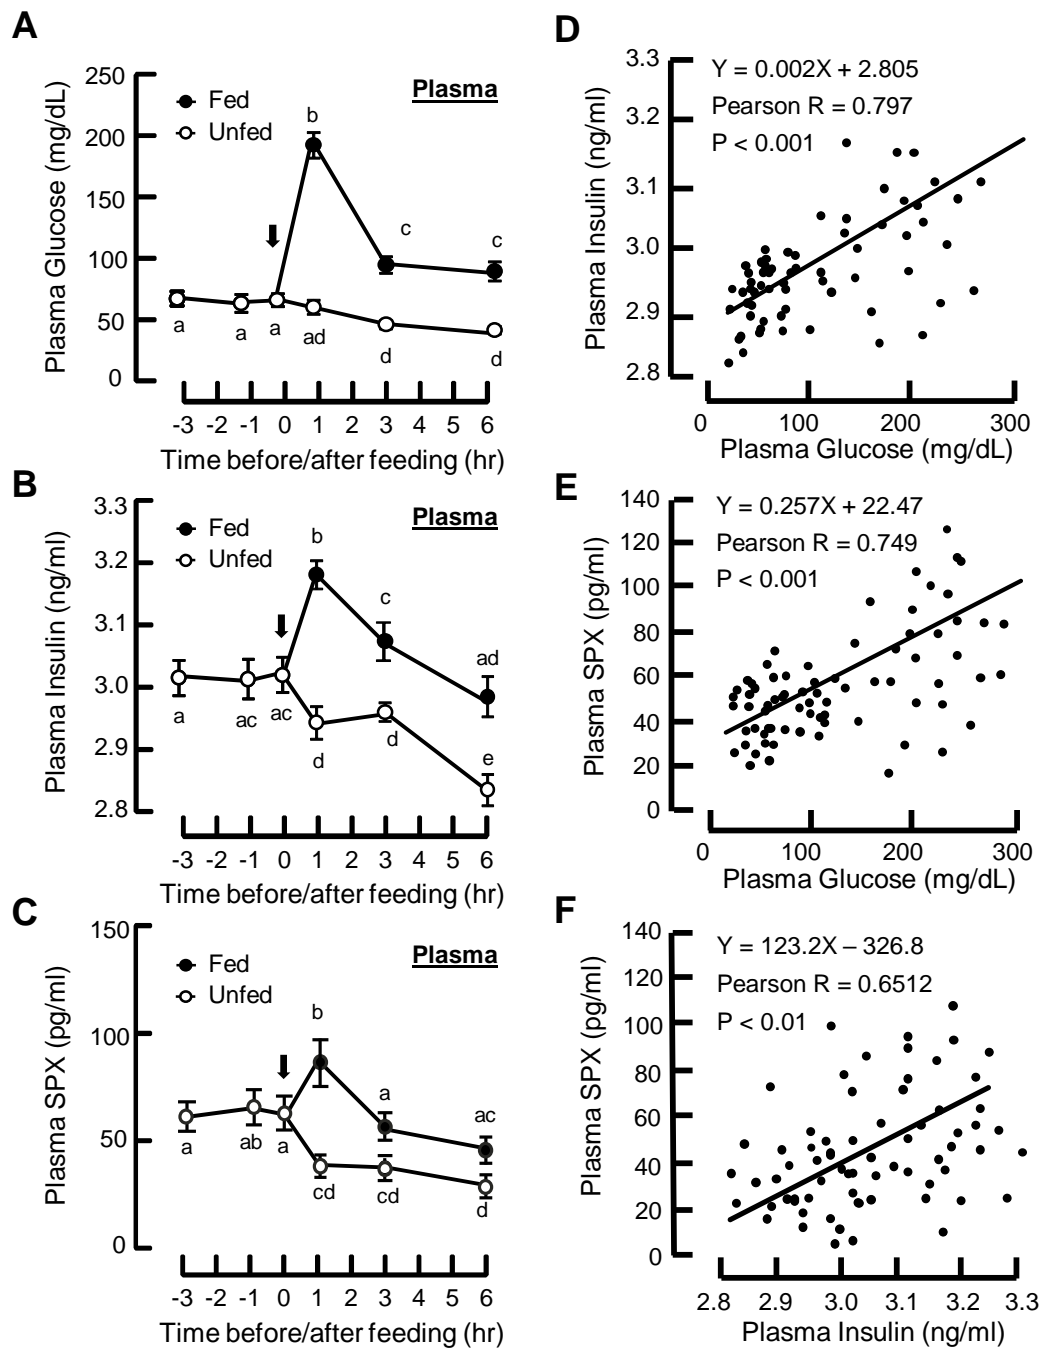 A
250
200
150
100
50
0
Plasma Glucose (mg/dL)
Fed
Unfed
Plasma
b
c
c
a
a
a
ad
d
d
-3 -2 -1 0 1 2 3 4 5 6
Time before/after feeding (hr)
B
3.3
3.2
3.1
3.0
2.9
2.8
Plasma Insulin (ng/ml)
Fed
Unfed
Plasma
b
c
ad
a
ac
ac
d
d
e
-3 -2 -1 0 1 2 3 4 5 6
Time before/after feeding (hr)
C
150
100
50
0
Plasma SPX (pg/ml)
Fed
Unfed
Plasma
b
a
ac
a
ab
a
cd
cd
d
-3 -2 -1 0 1 2 3 4 5 6
Time before/after feeding (hr)
D
3.3
3.2
3.1
3.0
2.9
2.8
Plasma Insulin (ng/ml)
Y = 0.002X + 2.805
Pearson R = 0.797
P < 0.001
0 100 200 300
Plasma Glucose (mg/dL)
E
140
120
100
80
60
40
20
0
Plasma SPX (pg/ml)
Y = 0.257X + 22.47
Pearson R = 0.749
P < 0.001
0 100 200 300
Plasma Glucose (mg/dL)
F
140
120
100
80
60
40
20
0
Plasma SPX (pg/ml)
Y = 123.2X – 326.8
Pearson R = 0.6512
P < 0.01
2.8 2.9 3.0 3.1 3.2 3.3
Plasma Insulin (ng/ml)